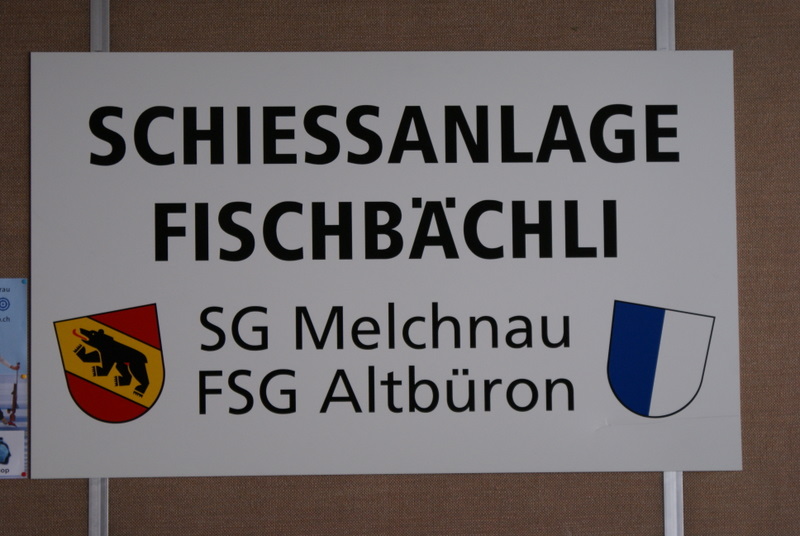 SCHIESSANLAGE
FISCHBÄCHLI
SG Melchnau
FSG Altbüron